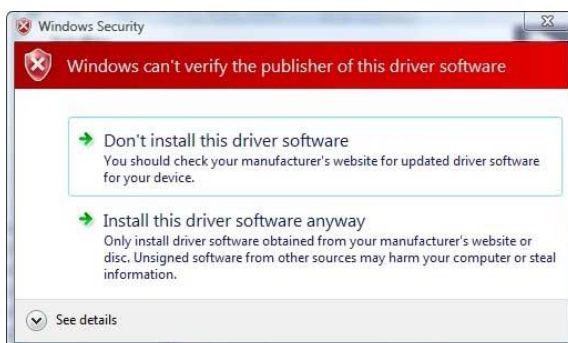 Windows Security
Windows can't verify the publisher of this driver software
Don't install this driver software
You should check your manufacturer's website for updated driver software
for your device.
Install this driver software anyway
Only install driver software obtained from your manufacturer's website or
disc. Unsigned software from other sources may harm your computer or steal
information.
See details